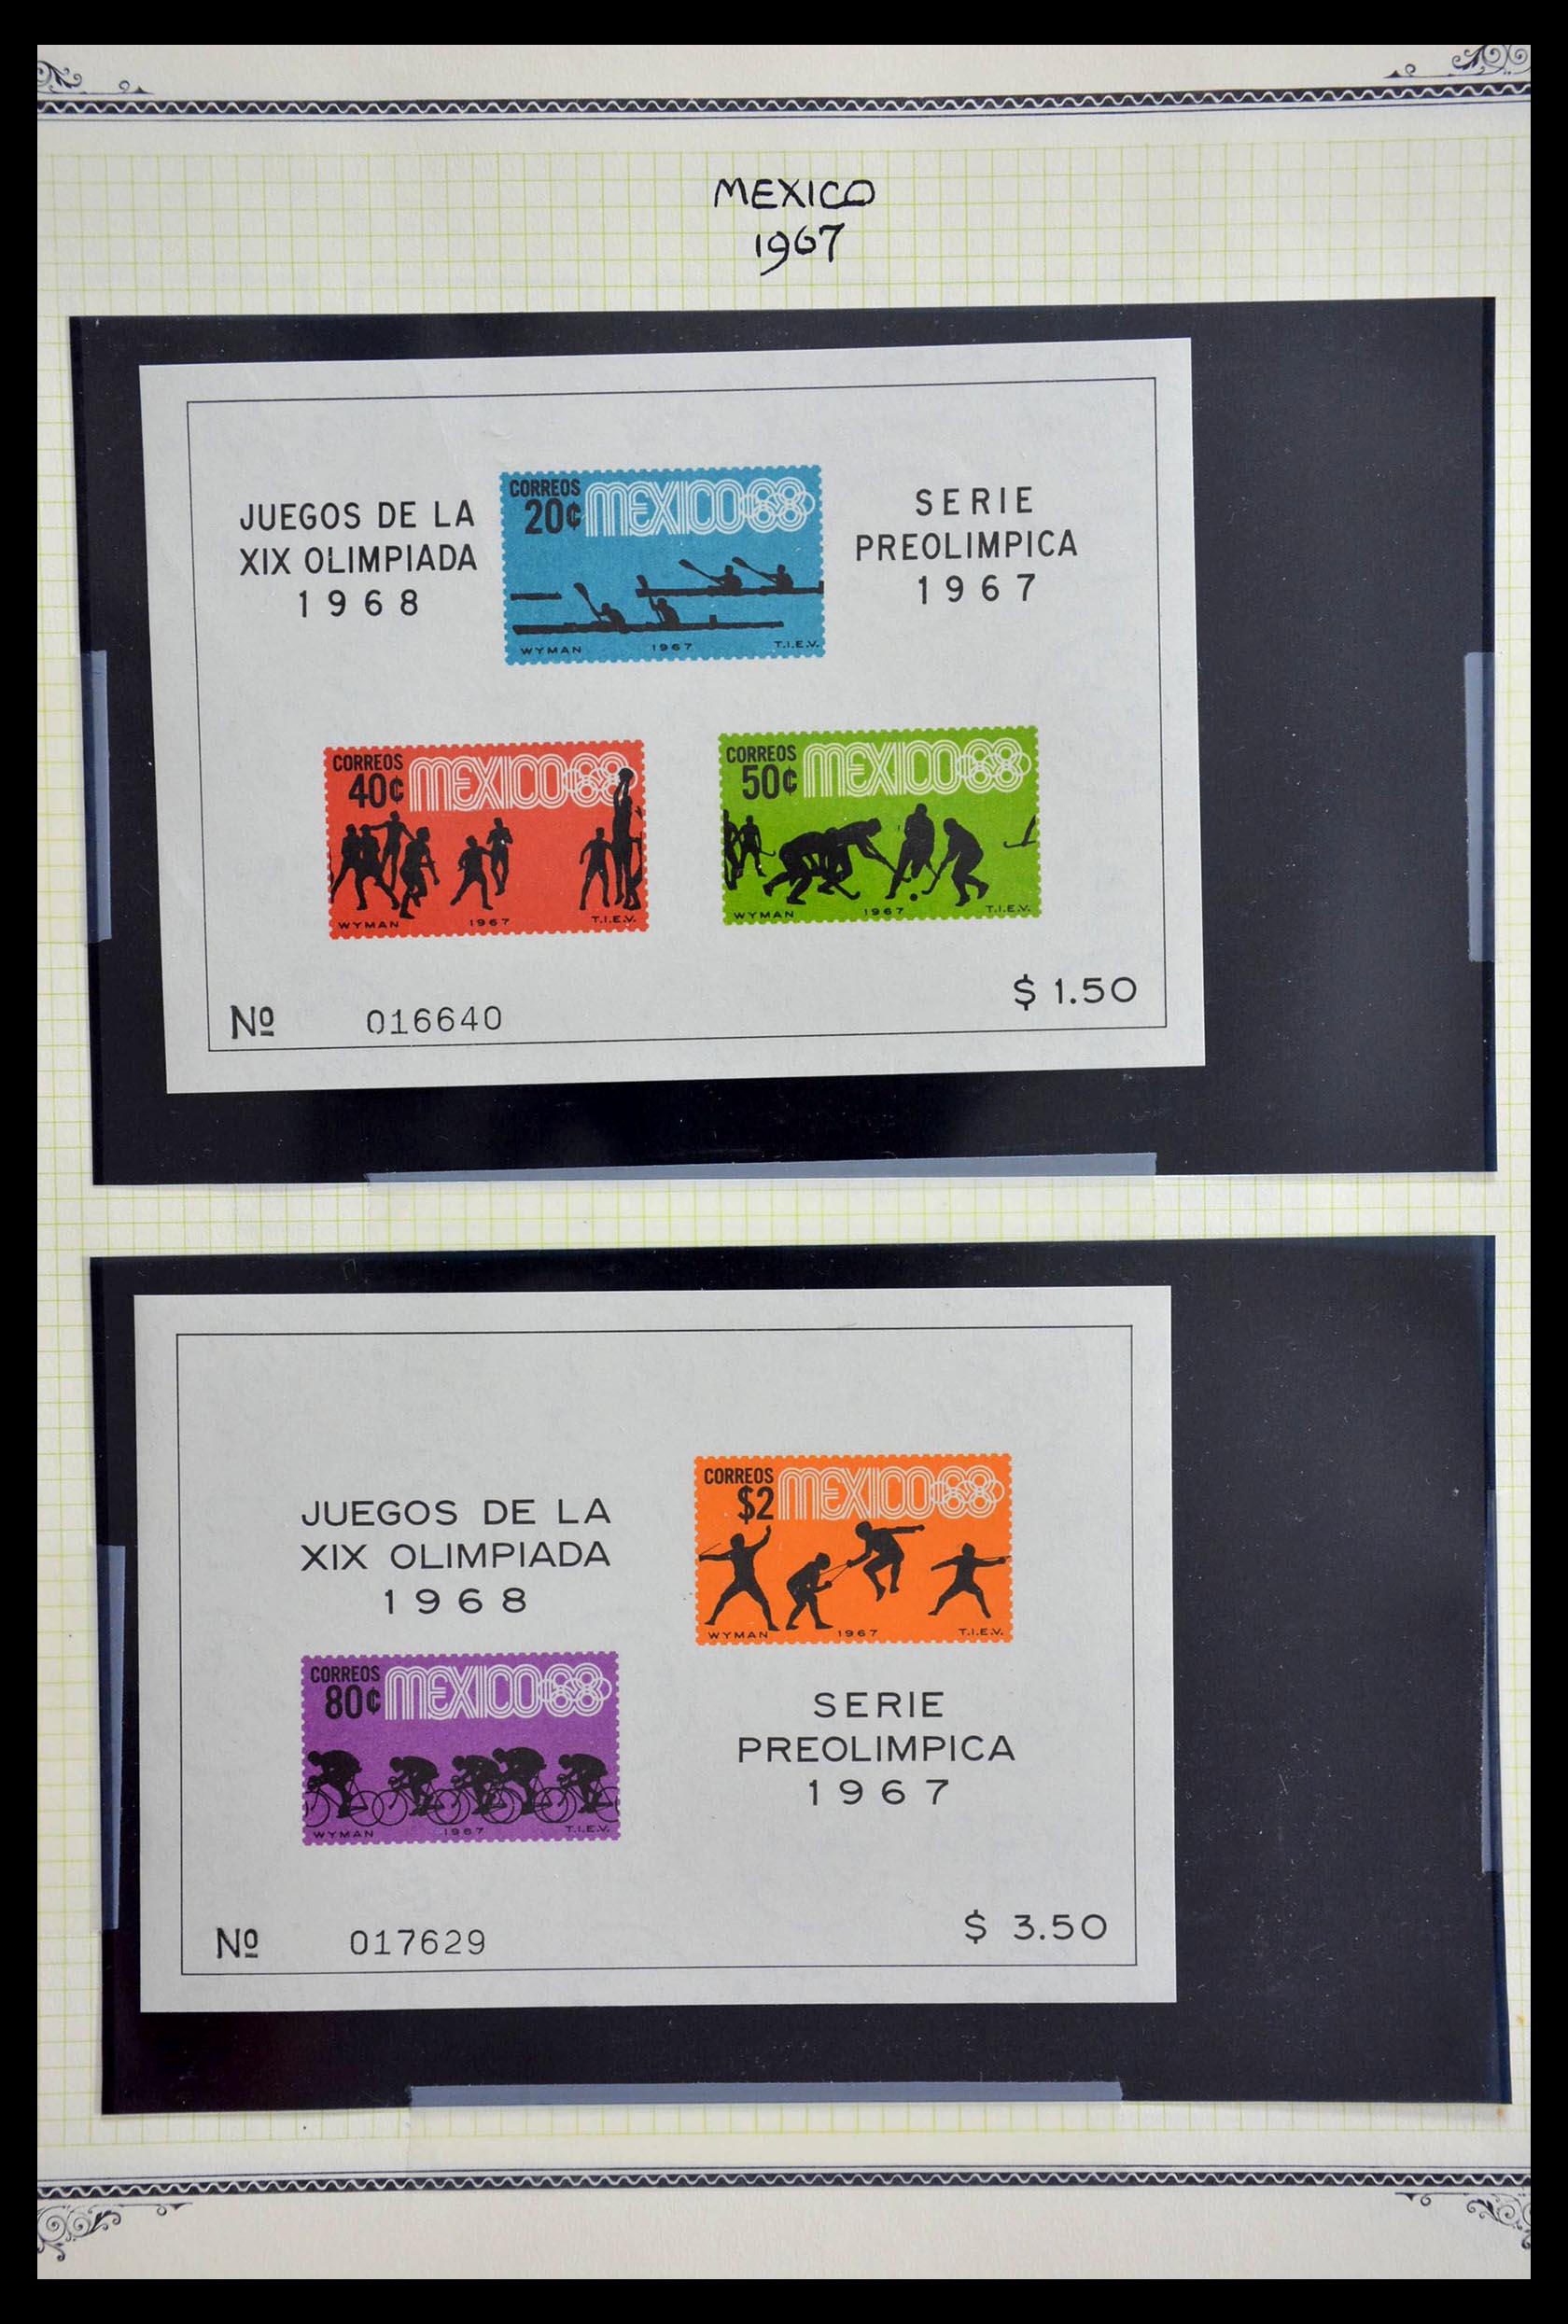 MEXICO
1967
JUEGOS DE LA
XIX OLIMPIADA
1968
CORREOS
20¢
MEXICO68
WYMAN 1967 T.I.E.V.
SERIE
PREOLIMPICA
1967
CORREOS
40¢
MEXICO68
WYMAN 1967 T.I.E.V.
CORREOS
50¢
MEXICO68
WYMAN 1967 T.I.E.V.
Nº 016640
$ 1.50
JUEGOS DE LA
XIX OLIMPIADA
1968
CORREOS
$2
MEXICO68
WYMAN 1967 T.I.E.V.
CORREOS
80¢
MEXICO68
WYMAN 1967 T.I.E.V.
SERIE
PREOLIMPICA
1967
Nº 017629
$ 3.50